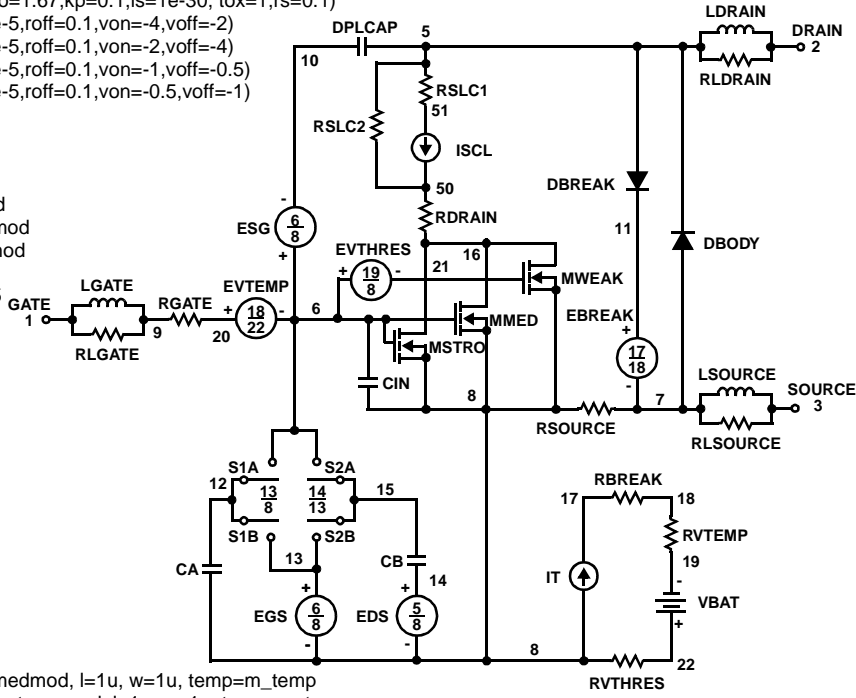 o=1.67,kp=0.1,is=1e-30, tox=1,rs=0.1)
e-5,roff=0.1,von=-4,voff=-2)
e-5,roff=0.1,von=-2,voff=-4)
e-5,roff=0.1,von=-1,voff=-0.5)
e-5,roff=0.1,von=-0.5,voff=-1)
d
mod
mod
LDRAIN
DPLCAP 5
DRAIN
10
2
RLDRAIN
RSLC1
51
RSLC2
ISCL
50
DBREAK
RDRAIN
11
DBODY
ESG
-
6
8
+
EVTHRES
16
21
+ 19 -
8
MWEAK
LGATE
GATE
1
RGATE
EVTEMP
+ 18 -
22
6
EBREAK
+
17
18
-
MMED
9
20
RLGATE
MSTRO
CIN
LSOURCE
SOURCE
3
8
7
RSOURCE
RLSOURCE
S1A
S2A
12
13
8
14
13
15
S1B
S2B
13
CA
CB
14
+
+
EGS
6
8
EDS
5
8
-
-
RBREAK
17
18
RVTEMP
19
IT
-
VBAT
+
8
22
RVTHRES
medmod, l=1u, w=1u, temp=m_temp